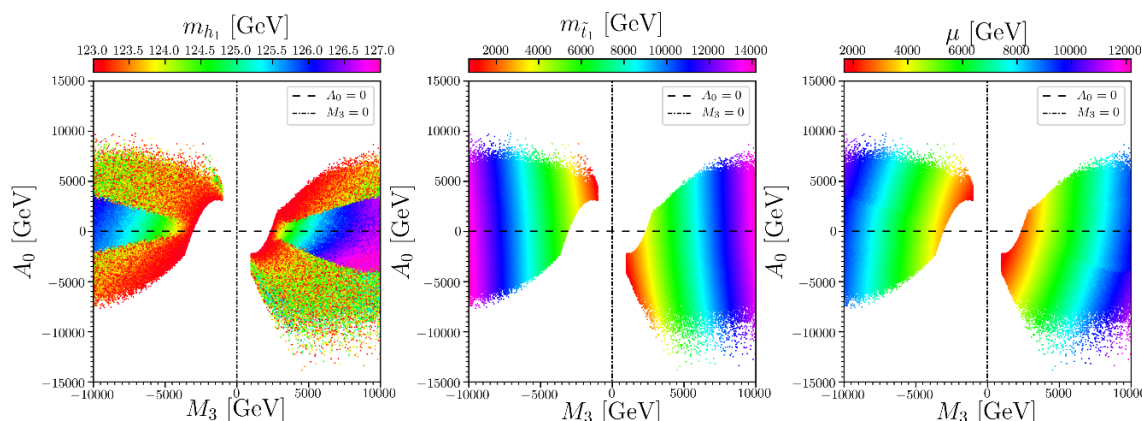 m_{h_1} [GeV]
123.0 123.5 124.0 124.5 125.0 125.5 126.0 126.5 127.0
15000
10000
5000
0
−5000
−10000
−15000
A_0 [GeV]
A_0 = 0
M_3 = 0
−10000 −5000 0 5000 10000
M_3 [GeV]
m_{\tilde{t}_1} [GeV]
2000 4000 6000 8000 10000 12000 14000
15000
10000
5000
0
−5000
−10000
−15000
A_0 [GeV]
A_0 = 0
M_3 = 0
−10000 −5000 0 5000 10000
M_3 [GeV]
μ [GeV]
2000 4000 6000 8000 10000 12000
15000
10000
5000
0
−5000
−10000
−15000
A_0 [GeV]
A_0 = 0
M_3 = 0
−10000 −5000 0 5000 10000
M_3 [GeV]